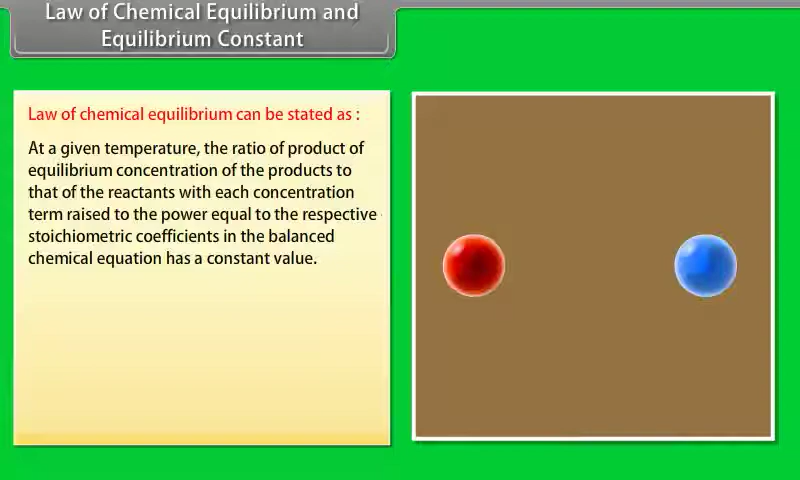 Law of Chemical Equilibrium and
Equilibrium Constant
Law of chemical equilibrium can be stated as :
At a given temperature, the ratio of product of
equilibrium concentration of the products to
that of the reactants with each concentration
term raised to the power equal to the respective
stoichiometric coefficients in the balanced
chemical equation has a constant value.